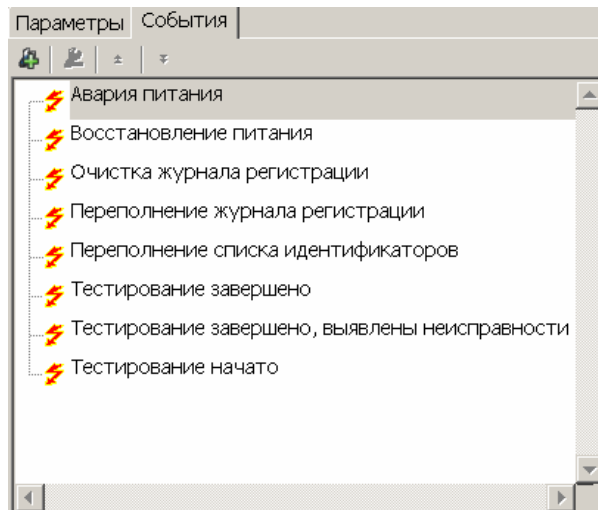 Параметры События
Авария питания
Восстановление питания
Очистка журнала регистрации
Переполнение журнала регистрации
Переполнение списка идентификаторов
Тестирование завершено
Тестирование завершено, выявлены неисправности
Тестирование начато